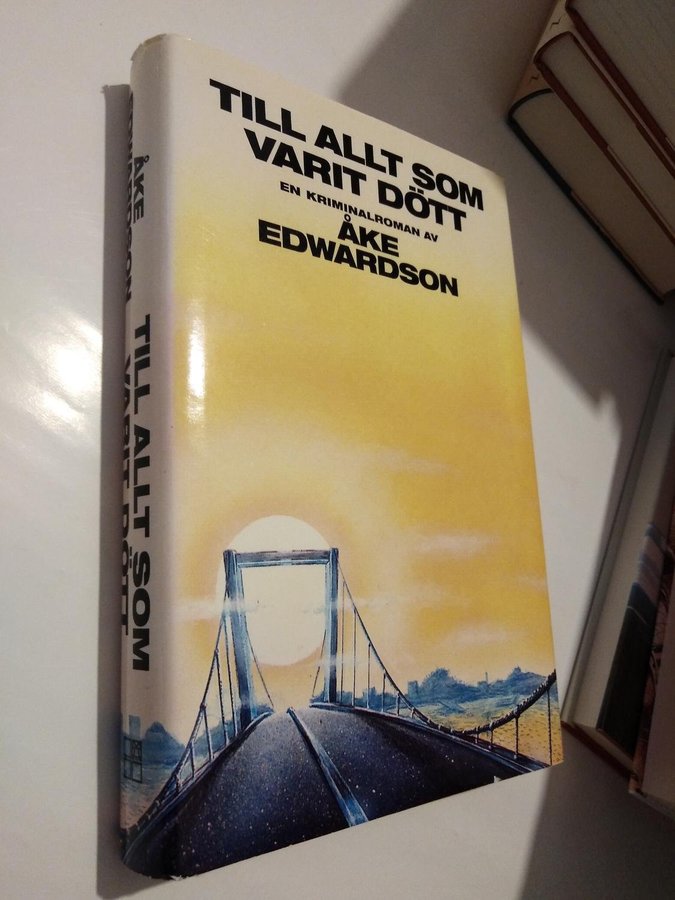 TILL ALLT SOM
VARIT DÖTT
EN KRIMINALROMAN AV
ÅKE
EDWARDSON
ÅKE
EDWARDSON
TILL ALLT SOM
VARIT DÖTT